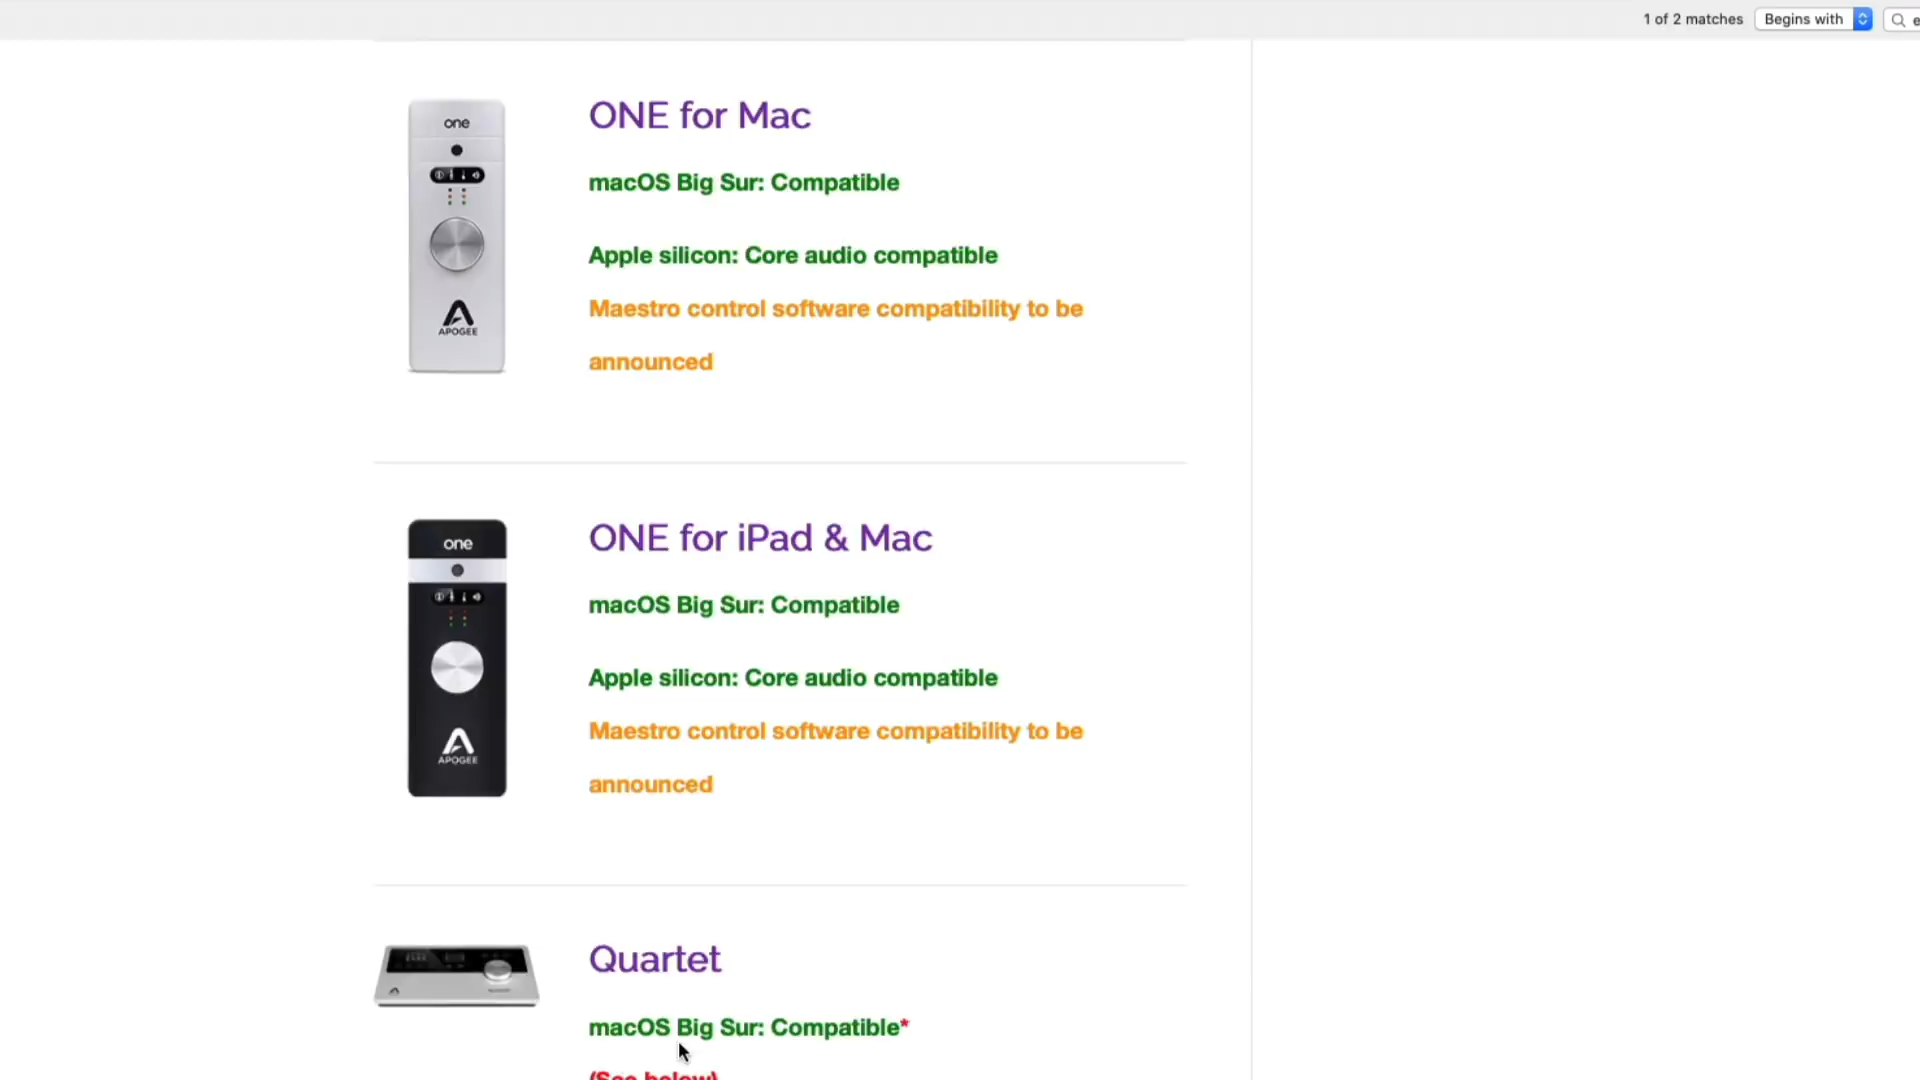 1 of 2 matches
Begins with
e
one
APOGEE
ONE for Mac
macOS Big Sur: Compatible
Apple silicon: Core audio compatible
Maestro control software compatibility to be
announced
one
APOGEE
ONE for iPad & Mac
macOS Big Sur: Compatible
Apple silicon: Core audio compatible
Maestro control software compatibility to be
announced
Quartet
macOS Big Sur: Compatible*
(See below)